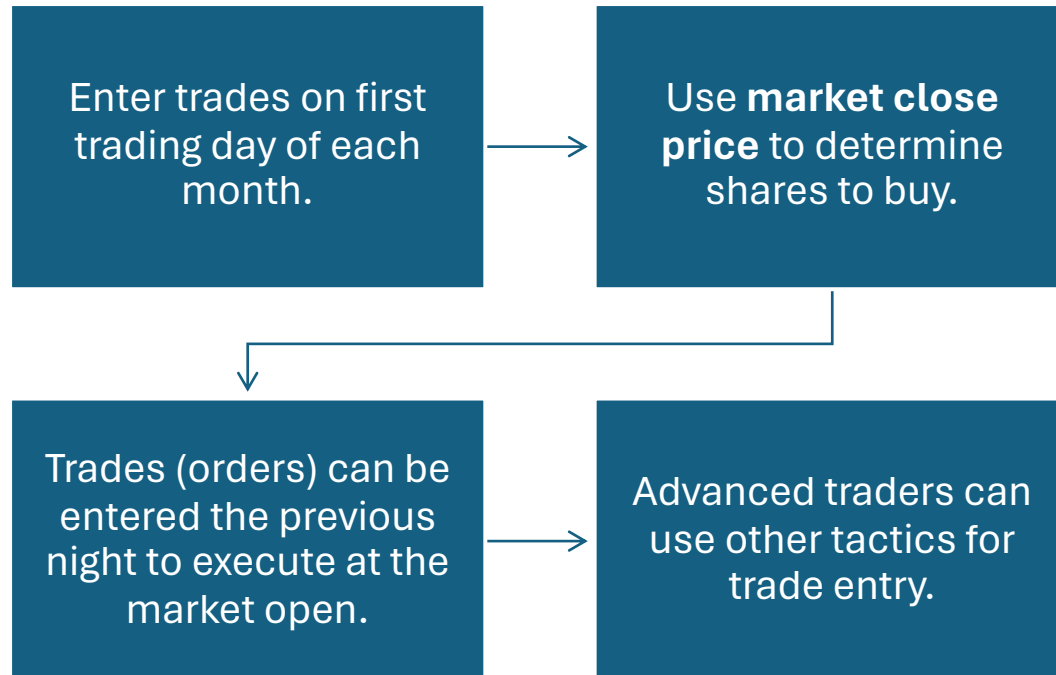 Enter trades on first
trading day of each
month.
Use market close
price to determine
shares to buy.
Trades (orders) can be
entered the previous
night to execute at the
market open.
Advanced traders can
use other tactics for
trade entry.